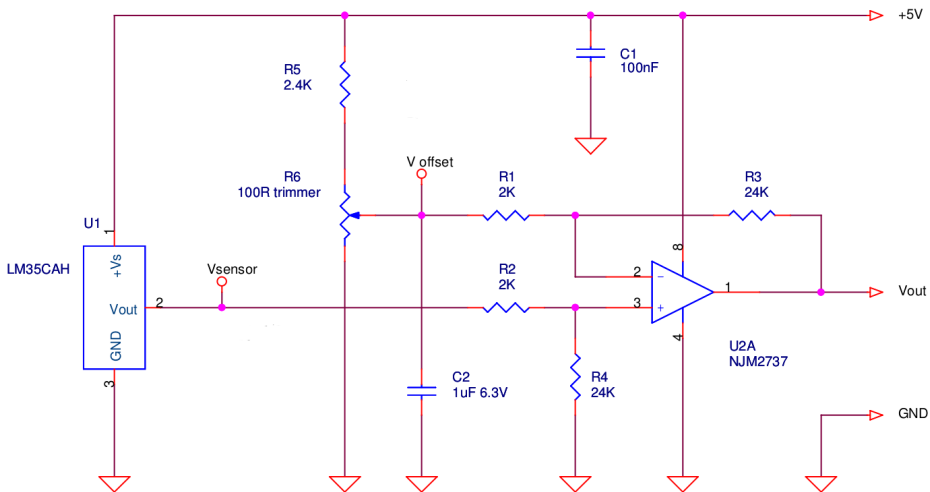 +5V
C1
100nF
R5
2.4K
V offset
R6
100R trimmer
R1
2K
R3
24K
U1
LM35CAH
1
+Vs
Vout
GND
2
3
Vsensor
R2
2K
8
2
−
3
+
1
4
Vout
U2A
NJM2737
C2
1uF 6.3V
R4
24K
GND